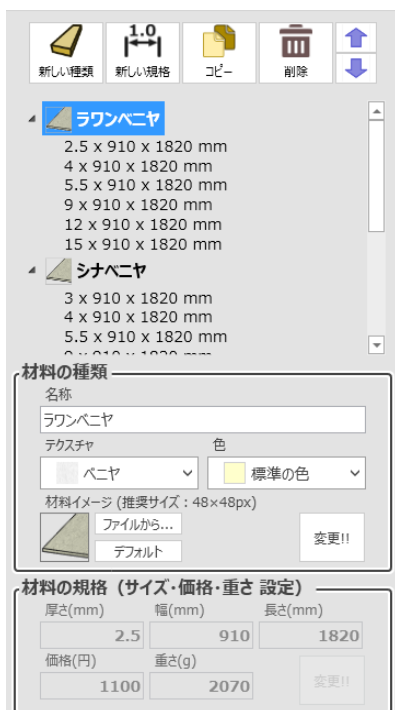 1.0
新しい種類 新しい規格 コピー 削除
ラワンベニヤ
2.5 x 910 x 1820 mm
4 x 910 x 1820 mm
5.5 x 910 x 1820 mm
9 x 910 x 1820 mm
12 x 910 x 1820 mm
15 x 910 x 1820 mm
シナベニヤ
3 x 910 x 1820 mm
4 x 910 x 1820 mm
5.5 x 910 x 1820 mm
材料の種類
名称
ラワンベニヤ
テクスチャ 色
ベニヤ 標準の色
材料イメージ (推奨サイズ：48×48px)
ファイルから...
デフォルト
変更!!
材料の規格（サイズ・価格・重さ 設定）
厚さ(mm) 幅(mm) 長さ(mm)
2.5 910 1820
価格(円) 重さ(g)
1100 2070 変更!!